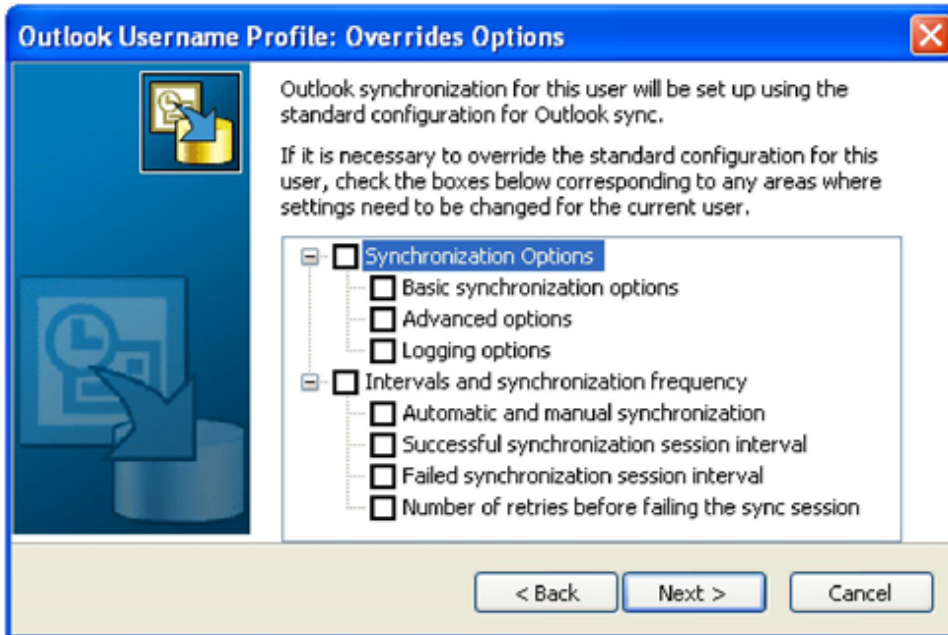 Outlook Username Profile: Overrides Options
Outlook synchronization for this user will be set up using the
standard configuration for Outlook sync.
If it is necessary to override the standard configuration for this
user, check the boxes below corresponding to any areas where
settings need to be changed for the current user.
Synchronization Options
Basic synchronization options
Advanced options
Logging options
Intervals and synchronization frequency
Automatic and manual synchronization
Successful synchronization session interval
Failed synchronization session interval
Number of retries before failing the sync session
< Back Next > Cancel